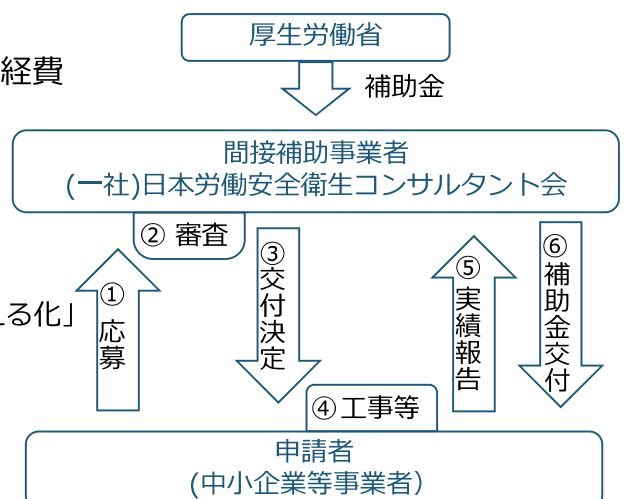 厚生労働省
経費
補助金
間接補助事業者
(一社)日本労働安全衛生コンサルタント会
② 審査
①応募
③交付決定
⑤実績報告
⑥補助金交付
る化」
④工事等
申請者
(中小企業等事業者）